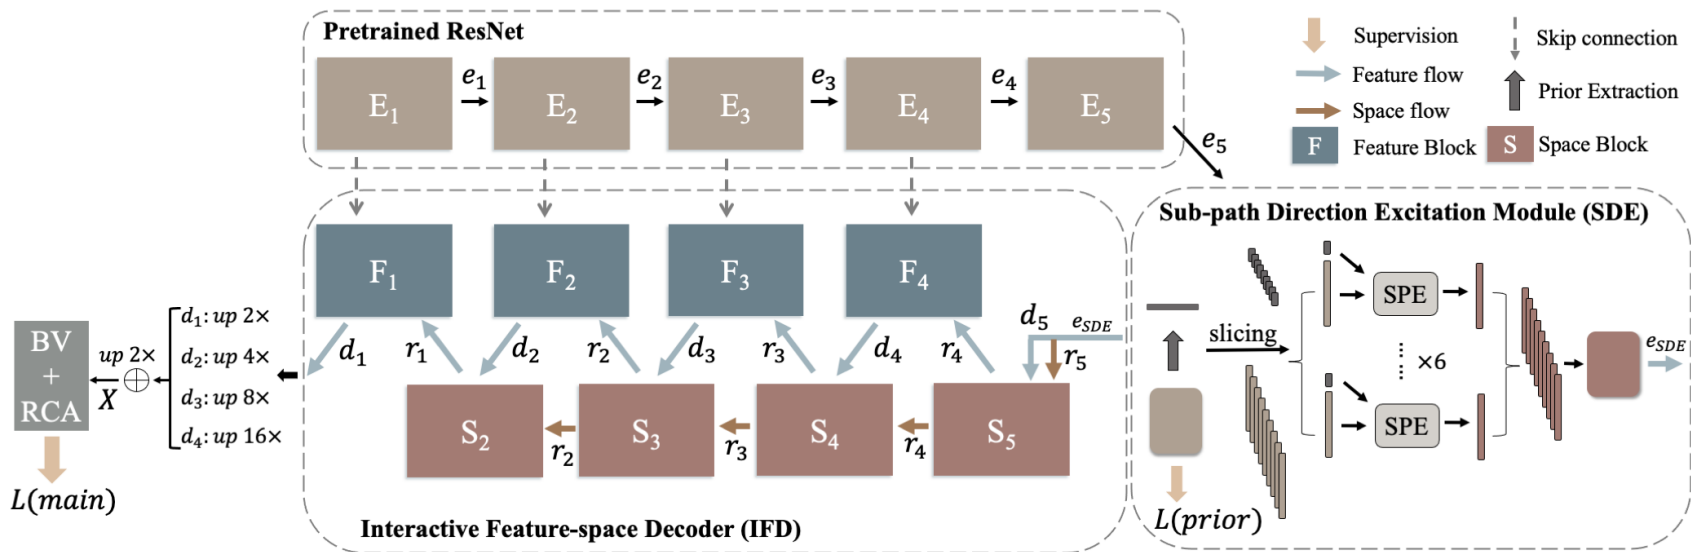 Pretrained ResNet
E₁ e₁ E₂ e₂ E₃ e₃ E₄ e₄ E₅
e₅
Supervision
Feature flow
Space flow
F Feature Block
Skip connection
Prior Extraction
S Space Block
F₁ F₂ F₃ F₄
d₁ r₁ d₂ r₂ d₃ r₃ d₄ r₄ d₅ e_SDE
r₅
S₂ r₂ S₃ r₃ S₄ r₄ S₅
Interactive Feature-space Decoder (IFD)
d₁: up 2×
d₂: up 4×
d₃: up 8×
d₄: up 16×
up 2×
X
BV
+
RCA
L(main)
Sub-path Direction Excitation Module (SDE)
slicing
SPE
×6
SPE
e_SDE
L(prior)